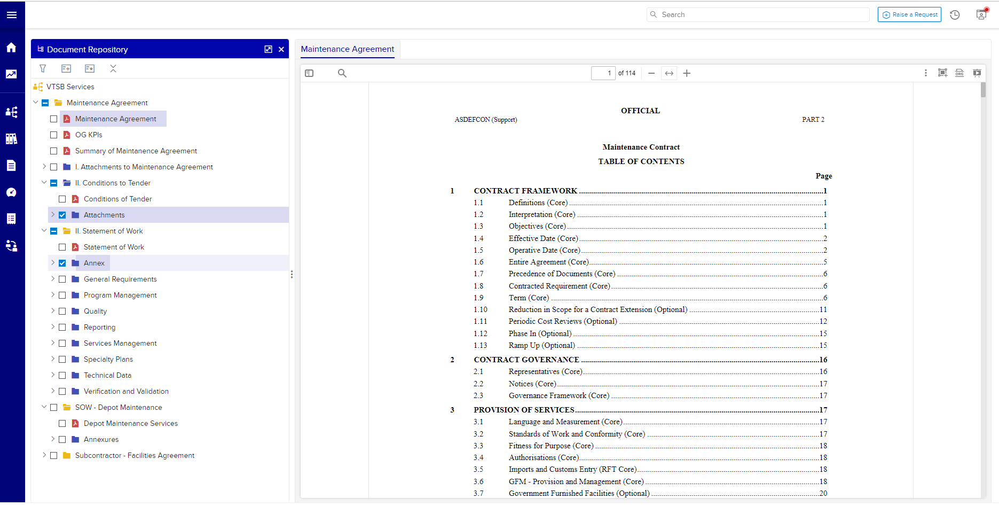 Search
Raise a Request
Document Repository
VTSB Services
Maintenance Agreement
Maintenance Agreement
OG KPIs
Summary of Maintanence Agreement
I. Attachments to Maintenance Agreement
II. Conditions to Tender
Conditions of Tender
Attachments
II. Statement of Work
Statement of Work
Annex
General Requirements
Program Management
Quality
Reporting
Services Management
Specialty Plans
Technical Data
Verification and Validation
SOW - Depot Maintenance
Depot Maintenance Services
Annexures
Subcontractor - Facilities Agreement
Maintenance Agreement
1 of 114
ORG
OFFICIAL
ASDEFCON (Support) PART 2
Maintenance Contract
TABLE OF CONTENTS
Page
1 CONTRACT FRAMEWORK 1
1.1 Definitions (Core) 1
1.2 Interpretation (Core) 1
1.3 Objectives (Core) 1
1.4 Effective Date (Core) 2
1.5 Operative Date (Core) 2
1.6 Entire Agreement (Core) 5
1.7 Precedence of Documents (Core) 6
1.8 Contracted Requirement (Core) 6
1.9 Term (Core) 6
1.10 Reduction in Scope for a Contract Extension (Optional) 11
1.11 Periodic Cost Reviews (Optional) 12
1.12 Phase In (Optional) 15
1.13 Ramp Up (Optional) 15
2 CONTRACT GOVERNANCE 16
2.1 Representatives (Core) 16
2.2 Notices (Core) 17
2.3 Governance Framework (Core) 17
3 PROVISION OF SERVICES 17
3.1 Language and Measurement (Core) 17
3.2 Standards of Work and Conformity (Core) 17
3.3 Fitness for Purpose (Core) 18
3.4 Authorisations (Core) 18
3.5 Imports and Customs Entry (RFT Core) 18
3.6 GFM - Provision and Management (Core) 18
3.7 Government Furnished Facilities (Optional) 20